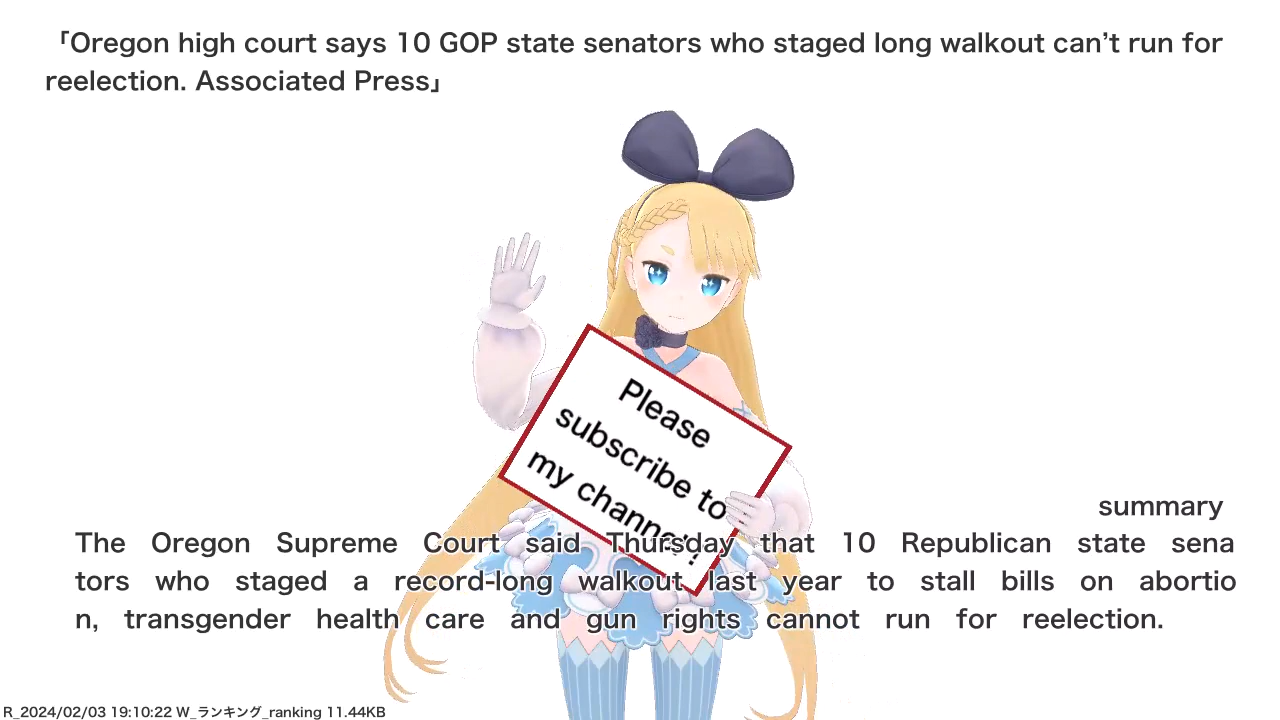 「Oregon high court says 10 GOP state senators who staged long walkout can’t run for
reelection. Associated Press」
Please
subscribe to
my channel!
summary
The Oregon Supreme Court said Thursday that 10 Republican state sena
tors who staged a record-long walkout last year to stall bills on abortio
n, transgender health care and gun rights cannot run for reelection.
R_2024/02/03 19:10:22 W_ランキング_ranking 11.44KB